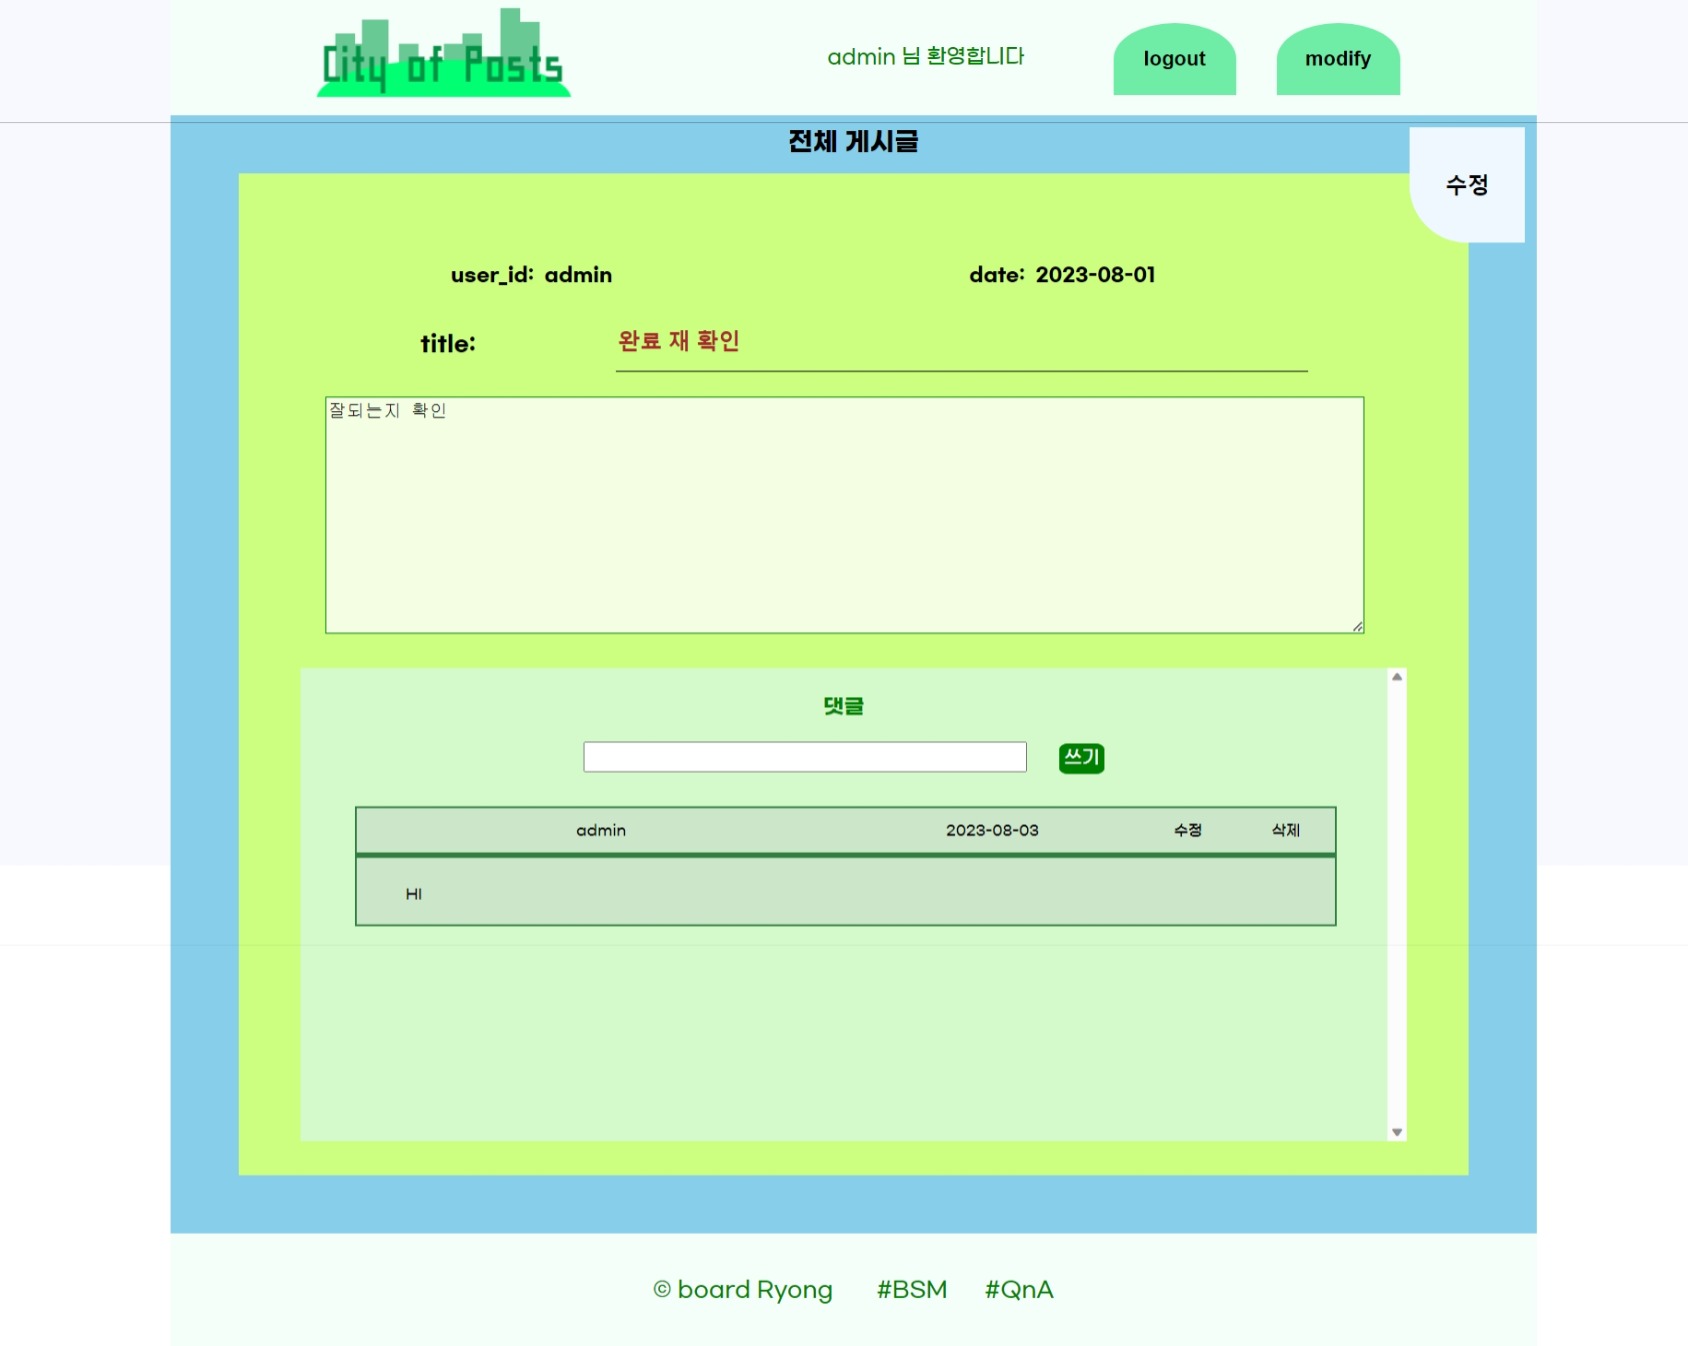 City of Posts
admin 님 환영합니다
logout
modify
전체 게시글
수정
user_id: admin
date: 2023-08-01
title:
완료 재 확인
잘되는지 확인
댓글
쓰기
admin
2023-08-03
수정
삭제
HI
© board Ryong
#BSM
#QnA